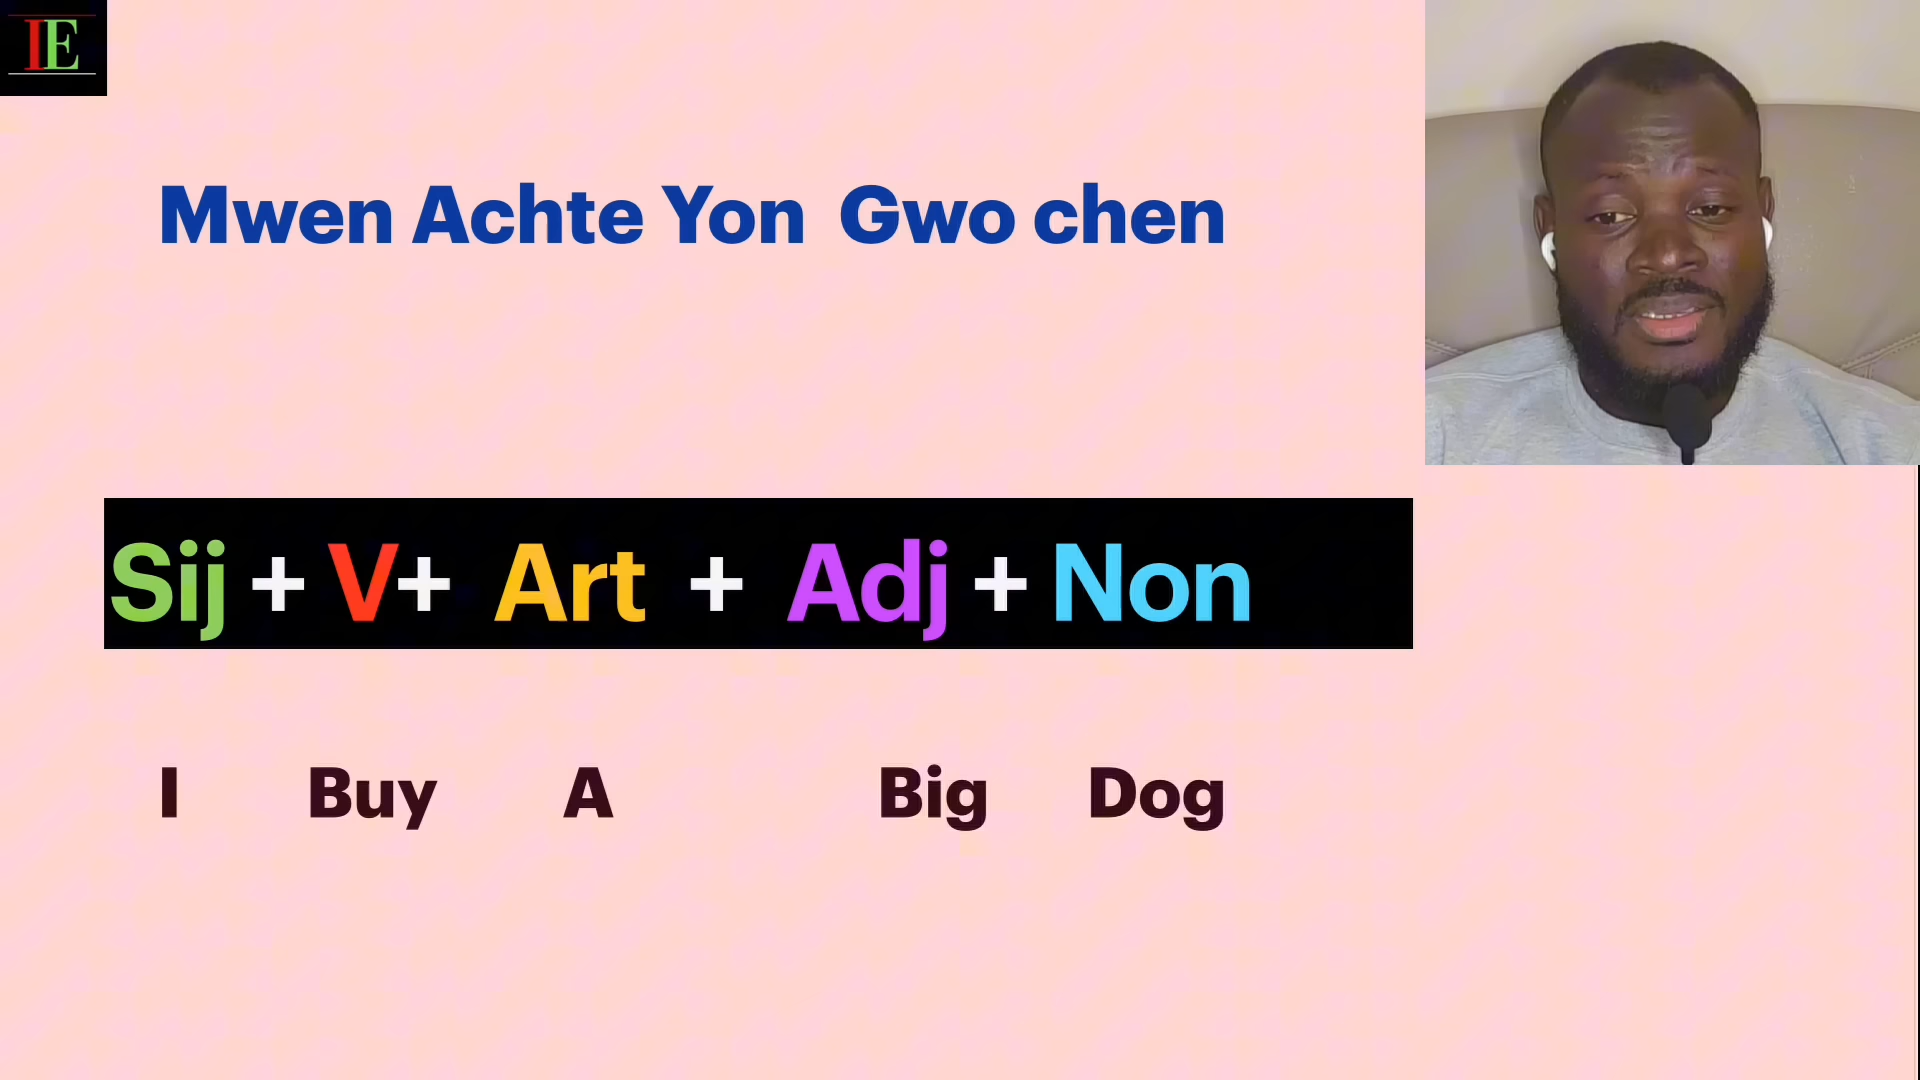 IE
Mwen Achte Yon Gwo chen
Sij + V+ Art + Adj + Non
I Buy A Big Dog